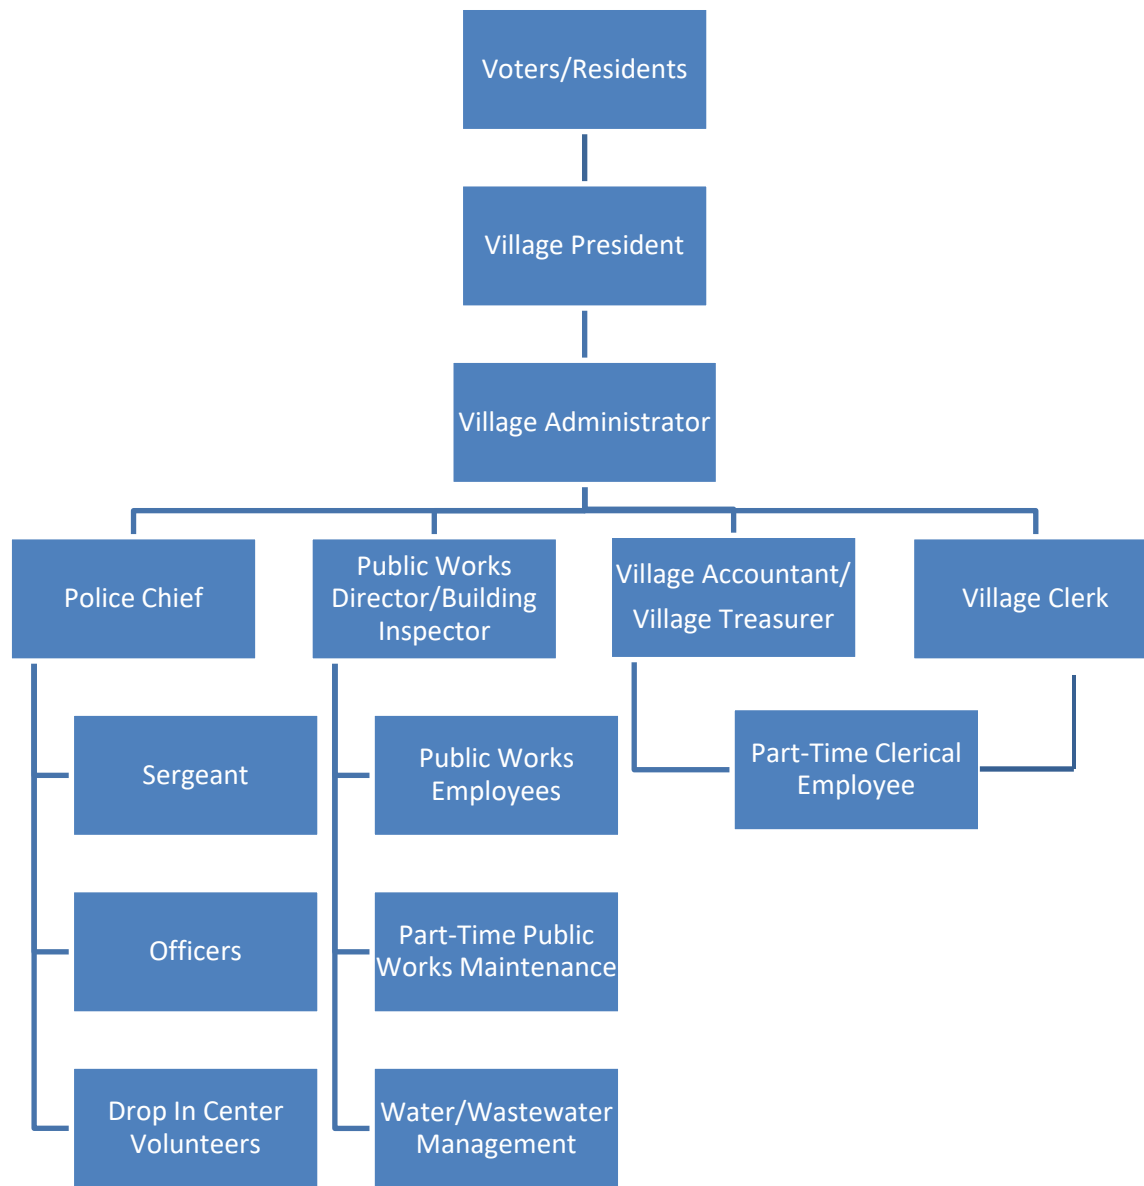 Voters/Residents
Village President
Village Administrator
Police Chief
Public Works
Director/Building
Inspector
Village Accountant/
Village Treasurer
Village Clerk
Sergeant
Public Works
Employees
Part-Time Clerical
Employee
Officers
Part-Time Public
Works Maintenance
Drop In Center
Volunteers
Water/Wastewater
Management